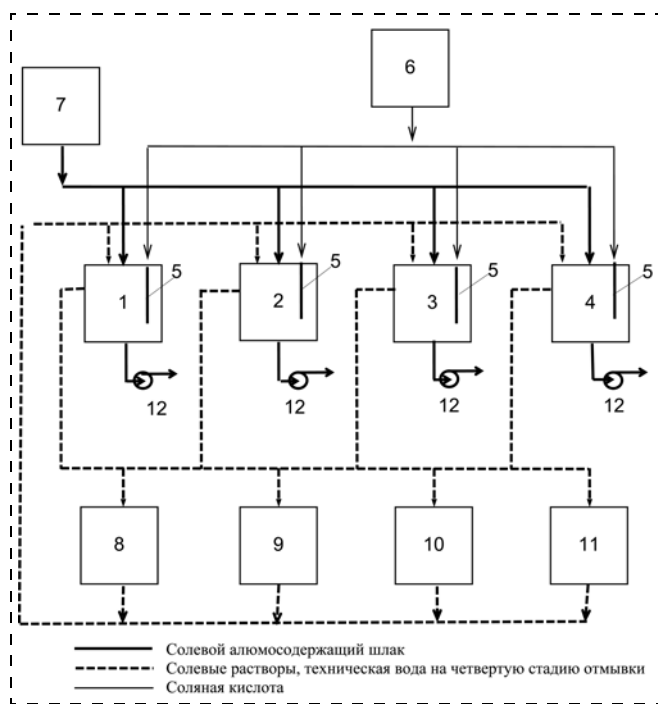 6
7
5 5 5 5
1 2 3 4
12 12 12 12
8 9 10 11
Солевой алюмосодержащий шлак
Солевые растворы, техническая вода на четвертую стадию отмывки
Соляная кислота